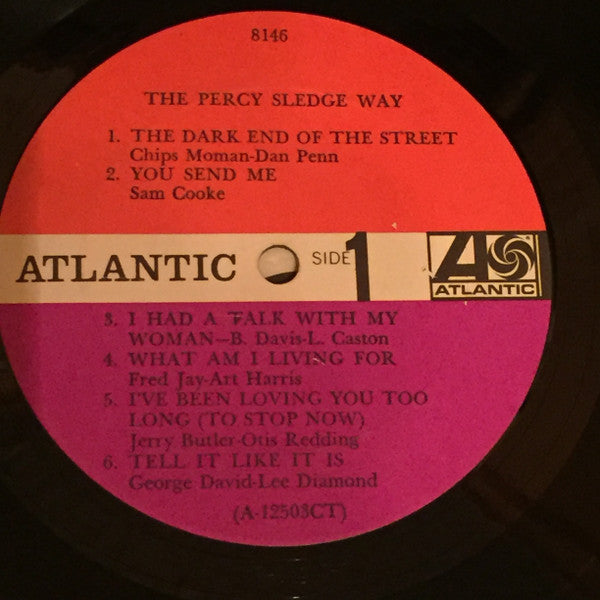 8146
THE PERCY SLEDGE WAY
1. THE DARK END OF THE STREET
Chips Moman-Dan Penn
2. YOU SEND ME
Sam Cooke
ATLANTIC SIDE 1 ATLANTIC
3. I HAD A TALK WITH MY
WOMAN—B. Davis-L. Caston
4. WHAT AM I LIVING FOR
Fred Jay-Art Harris
5. I'VE BEEN LOVING YOU TOO
LONG (TO STOP NOW)
Jerry Butler-Otis Redding
6. TELL IT LIKE IT IS
George David-Lee Diamond
(A-12503CT)